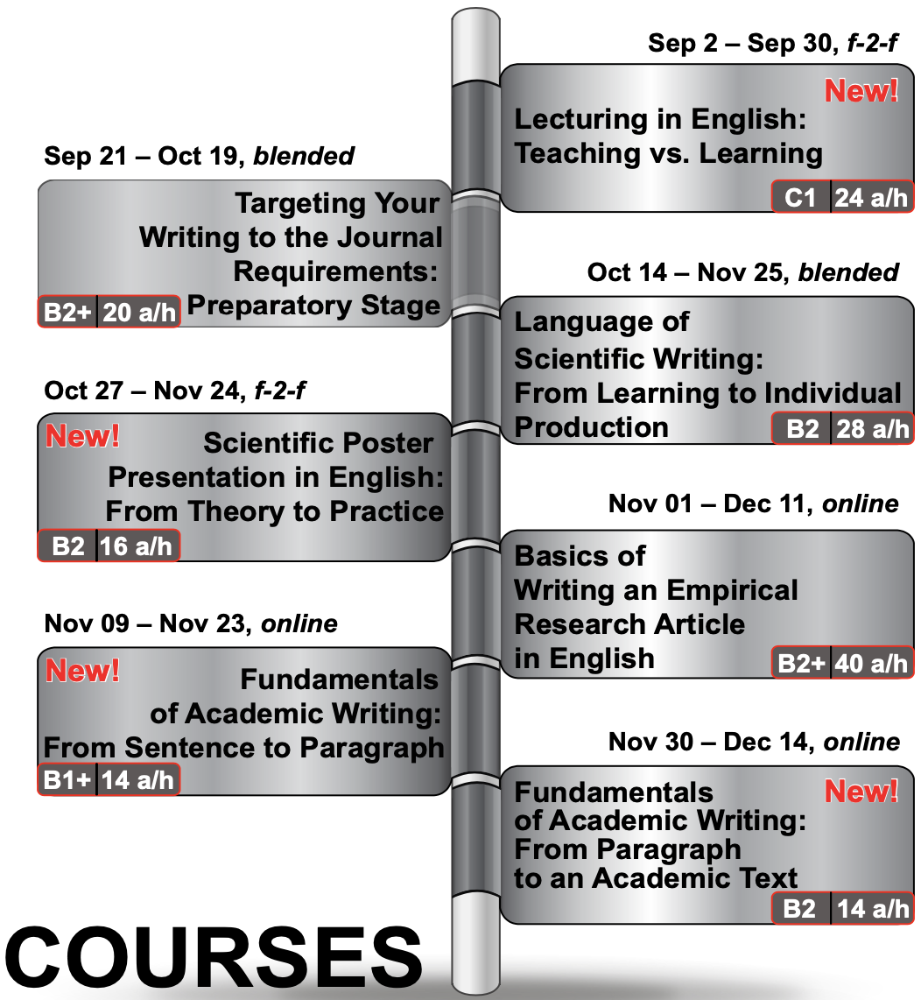 Sep 2 – Sep 30, f-2-f
New!
Lecturing in English:
Teaching vs. Learning
C1 24 a/h
Sep 21 – Oct 19, blended
Targeting Your
Writing to the Journal
Requirements:
Preparatory Stage
B2+ 20 a/h
Oct 14 – Nov 25, blended
Language of
Scientific Writing:
From Learning to Individual
Production
B2 28 a/h
Oct 27 – Nov 24, f-2-f
New!
Scientific Poster
Presentation in English:
From Theory to Practice
B2 16 a/h
Nov 01 – Dec 11, online
Basics of
Writing an Empirical
Research Article
in English
B2+ 40 a/h
Nov 09 – Nov 23, online
New!
Fundamentals
of Academic Writing:
From Sentence to Paragraph
B1+ 14 a/h
Nov 30 – Dec 14, online
New!
Fundamentals
of Academic Writing:
From Paragraph
to an Academic Text
B2 14 a/h
COURSES